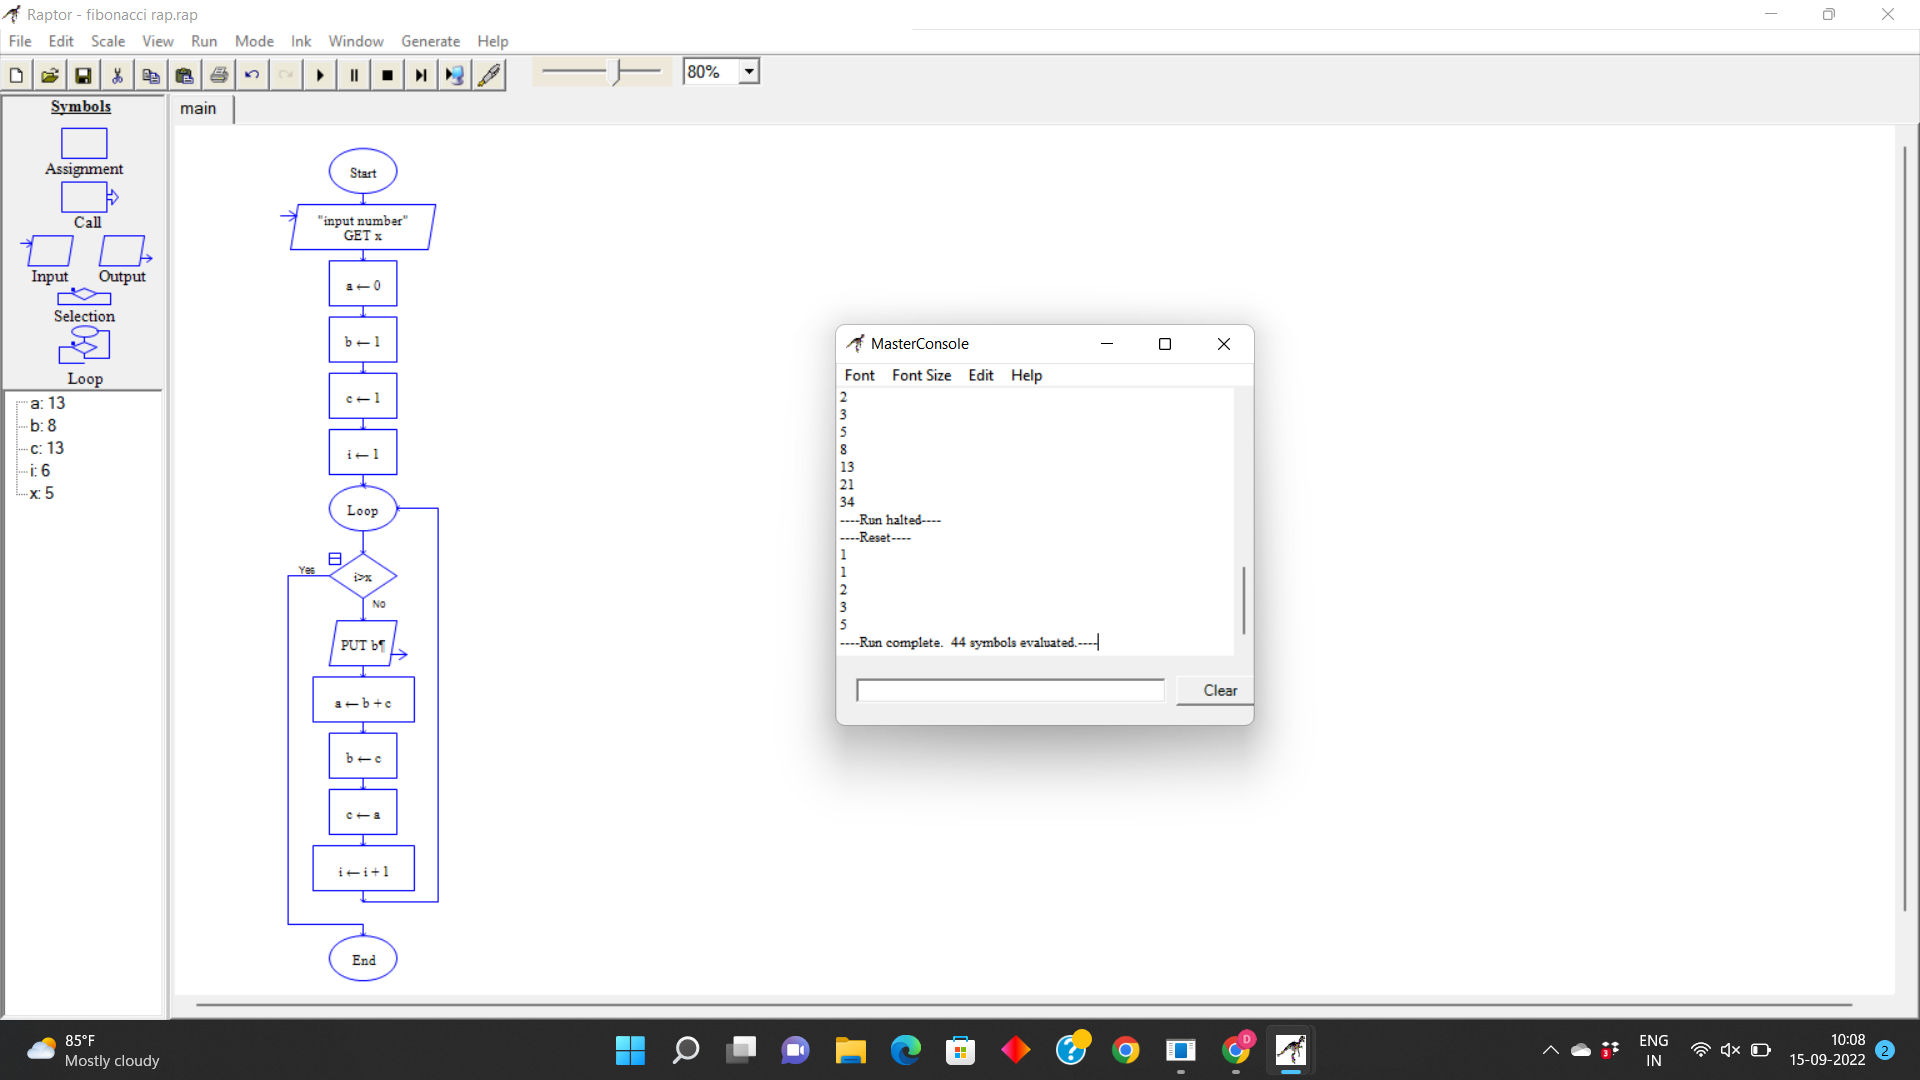 Raptor - fibonacci rap.rap
File Edit Scale View Run Mode Ink Window Generate Help
80%
Symbols
Assignment
Call
Input Output
Selection
Loop
a: 13
b: 8
c: 13
i: 6
x: 5
main
Start
"input number"
GET x
a ← 0
b ← 1
c ← 1
i ← 1
Loop
Yes
i>x
No
PUT b¶
a ← b + c
b ← c
c ← a
i ← i + 1
End
MasterConsole
Font Font Size Edit Help
2
3
5
8
13
21
34
----Run halted----
----Reset----
1
1
2
3
5
----Run complete.  44 symbols evaluated.----
Clear
85°F
Mostly cloudy
D
3
ENG
IN
10:08
15-09-2022
2